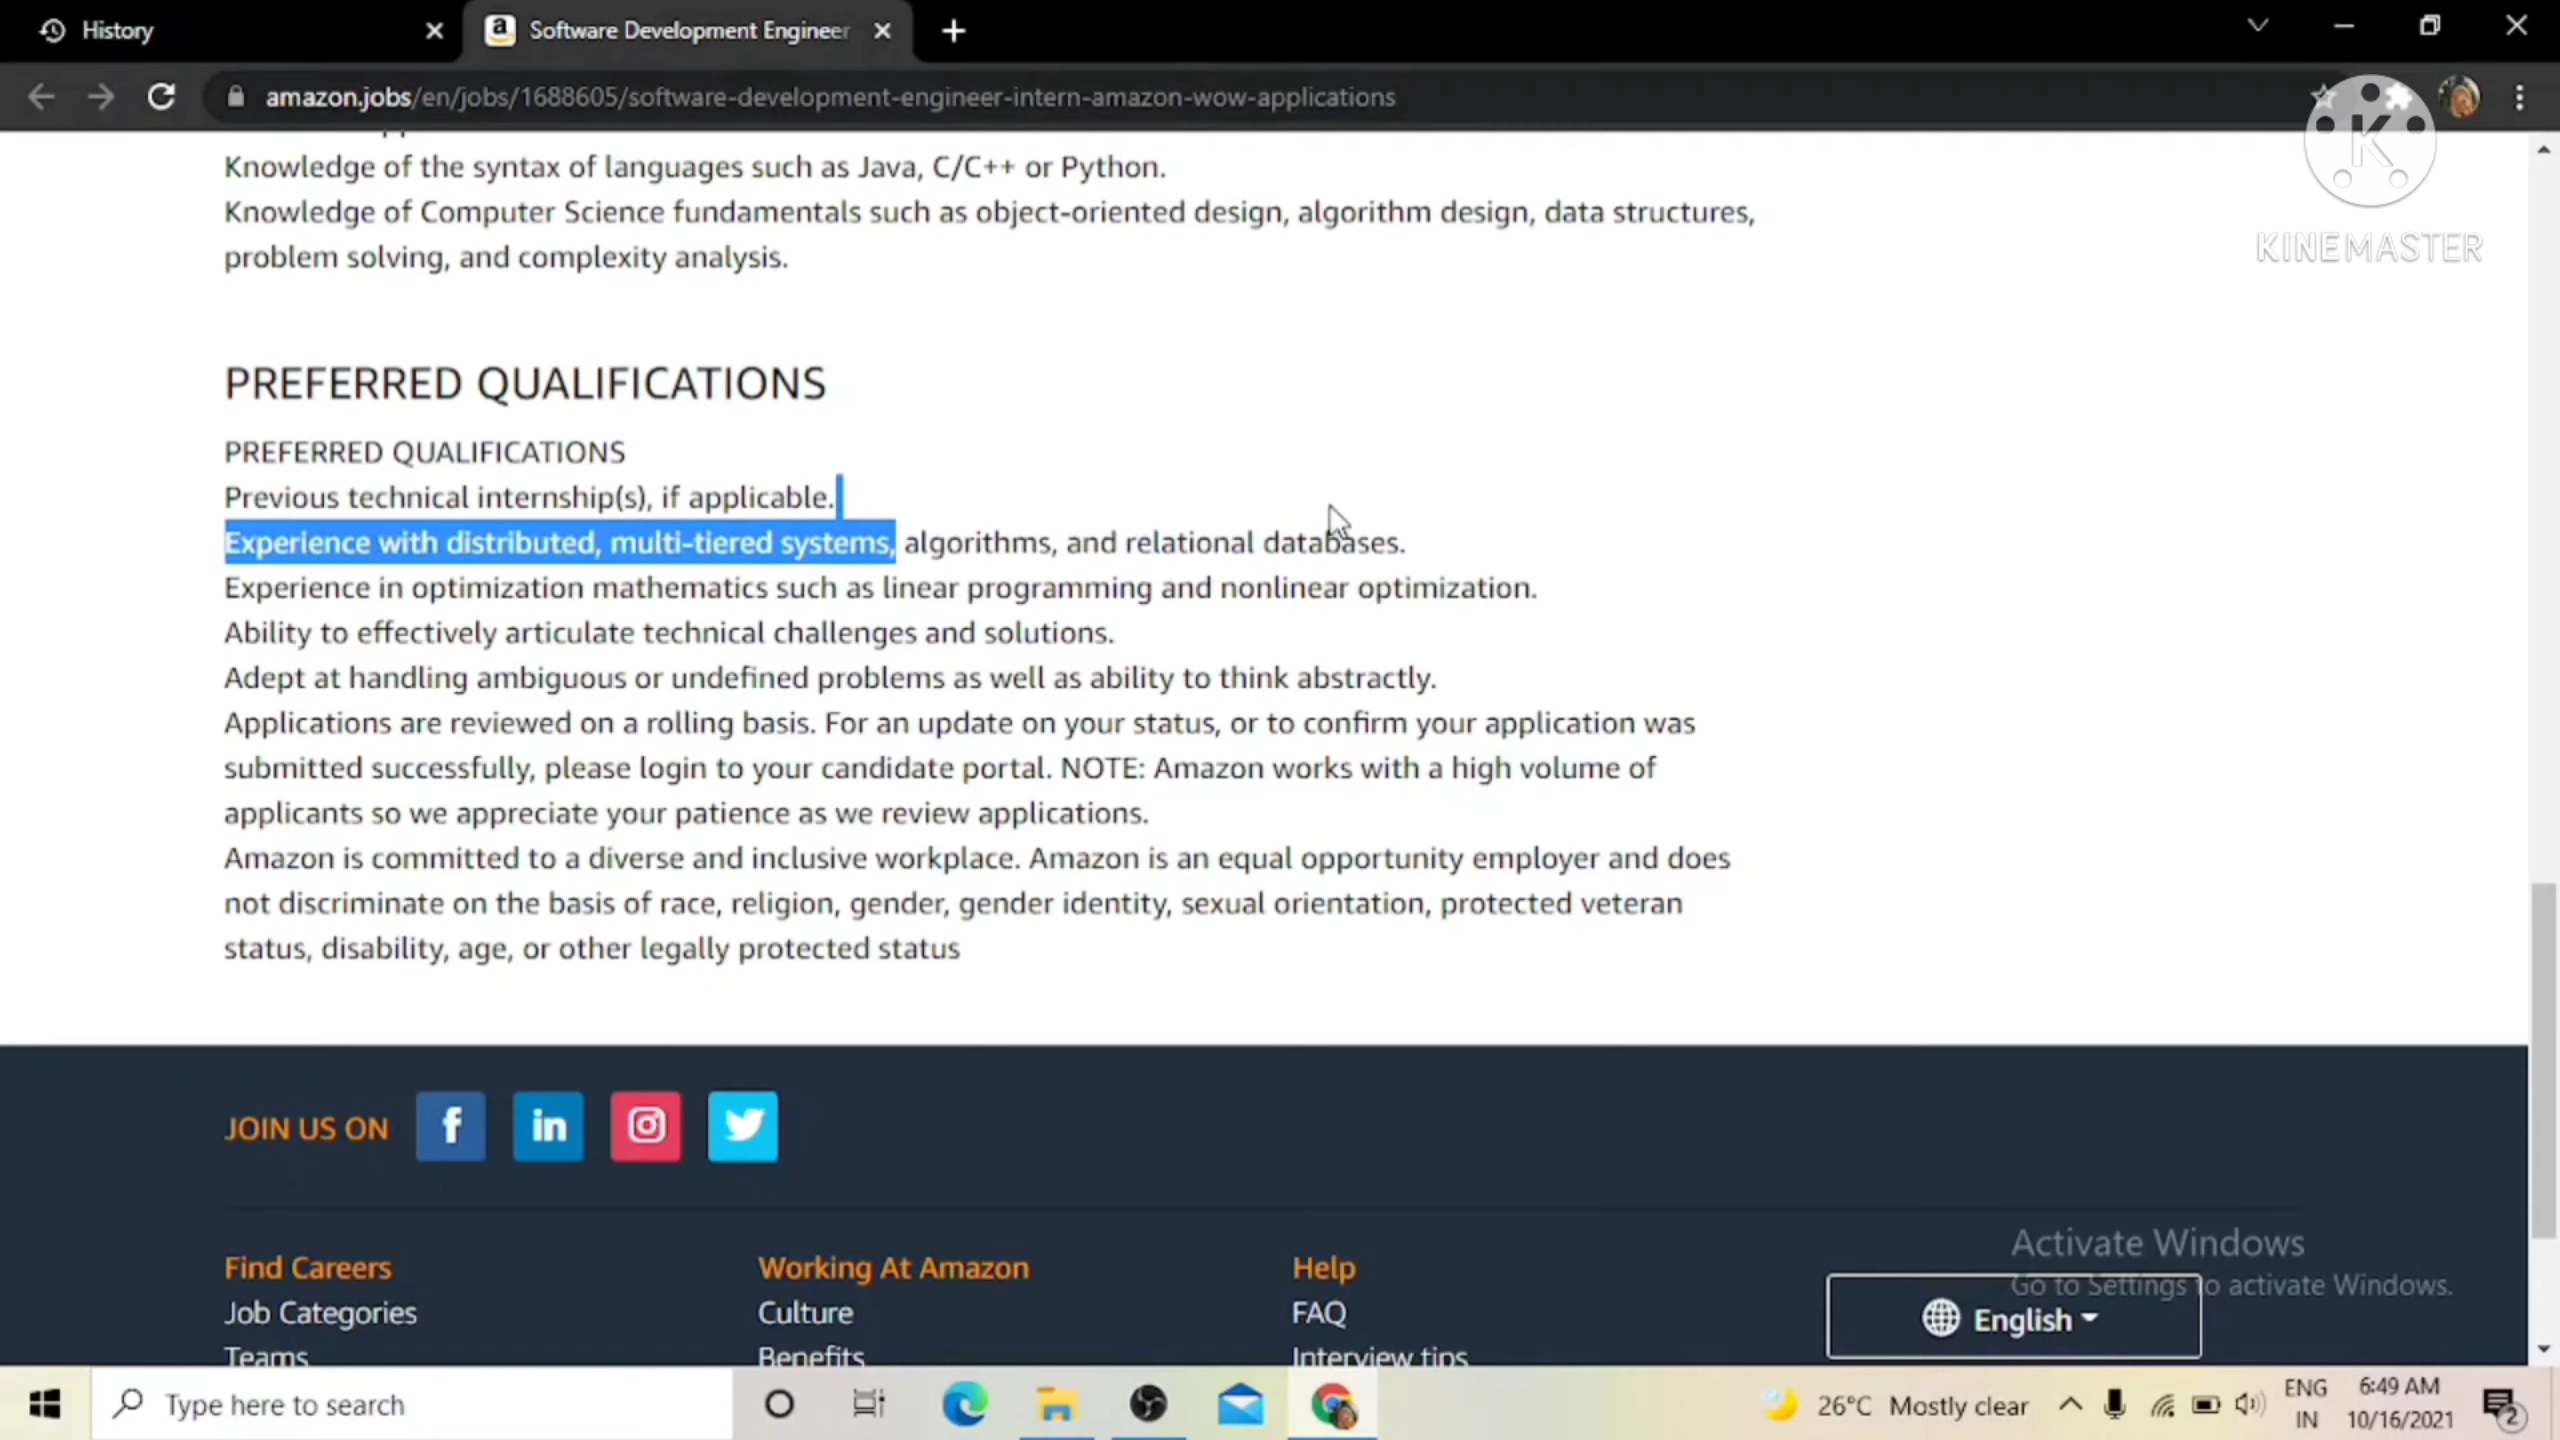 History
Software Development Engineer
amazon.jobs/en/jobs/1688605/software-development-engineer-intern-amazon-wow-applications
K
KINEMASTER
Knowledge of the syntax of languages such as Java, C/C++ or Python.
Knowledge of Computer Science fundamentals such as object-oriented design, algorithm design, data structures,
problem solving, and complexity analysis.
PREFERRED QUALIFICATIONS
PREFERRED QUALIFICATIONS
Previous technical internship(s), if applicable.
Experience with distributed, multi-tiered systems, algorithms, and relational databases.
Experience in optimization mathematics such as linear programming and nonlinear optimization.
Ability to effectively articulate technical challenges and solutions.
Adept at handling ambiguous or undefined problems as well as ability to think abstractly.
Applications are reviewed on a rolling basis. For an update on your status, or to confirm your application was
submitted successfully, please login to your candidate portal. NOTE: Amazon works with a high volume of
applicants so we appreciate your patience as we review applications.
Amazon is committed to a diverse and inclusive workplace. Amazon is an equal opportunity employer and does
not discriminate on the basis of race, religion, gender, gender identity, sexual orientation, protected veteran
status, disability, age, or other legally protected status
JOIN US ON
Find Careers
Job Categories
Teams
Working At Amazon
Culture
Benefits
Help
FAQ
Interview tips
Activate Windows
Go to Settings to activate Windows.
English
Type here to search
26°C Mostly clear
ENG
IN
6:49 AM
10/16/2021
2